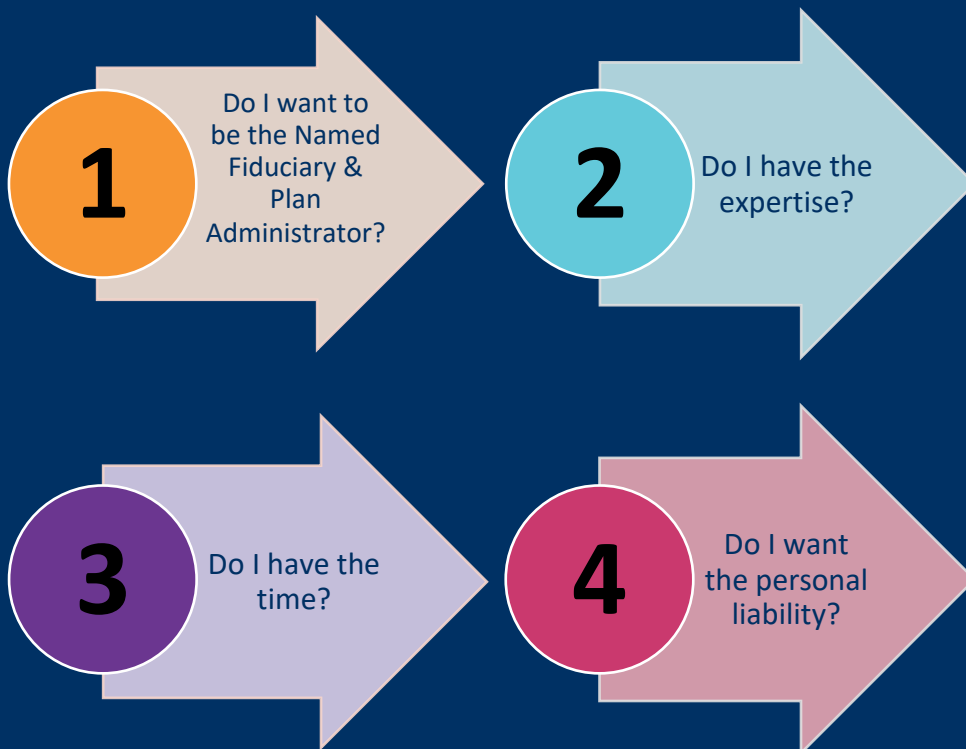 1
Do I want to
be the Named
Fiduciary &
Plan
Administrator?
2
Do I have the
expertise?
3
Do I have the
time?
4
Do I want
the personal
liability?